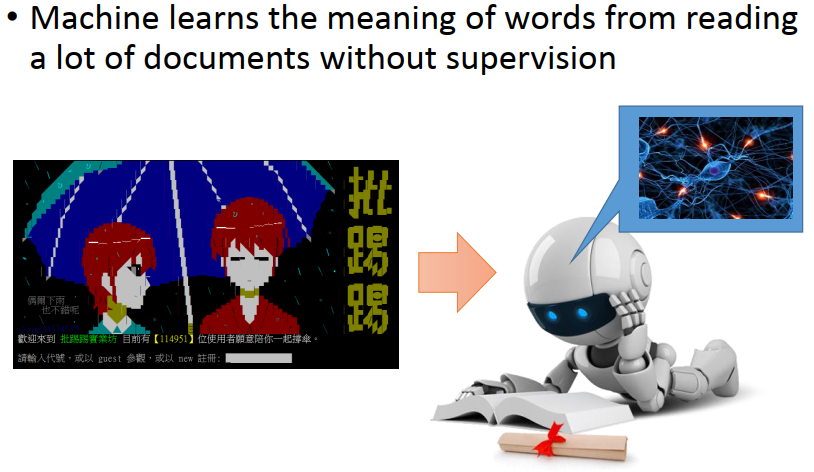 • Machine learns the meaning of words from reading
a lot of documents without supervision
批
踢
踢
偶爾下雨
也不錯呢
歡迎來到 批踢踢實業坊 目前有【114951】位使用者願意陪你一起撐傘。
請輸入代號，或以 guest 參觀，或以 new 註冊: